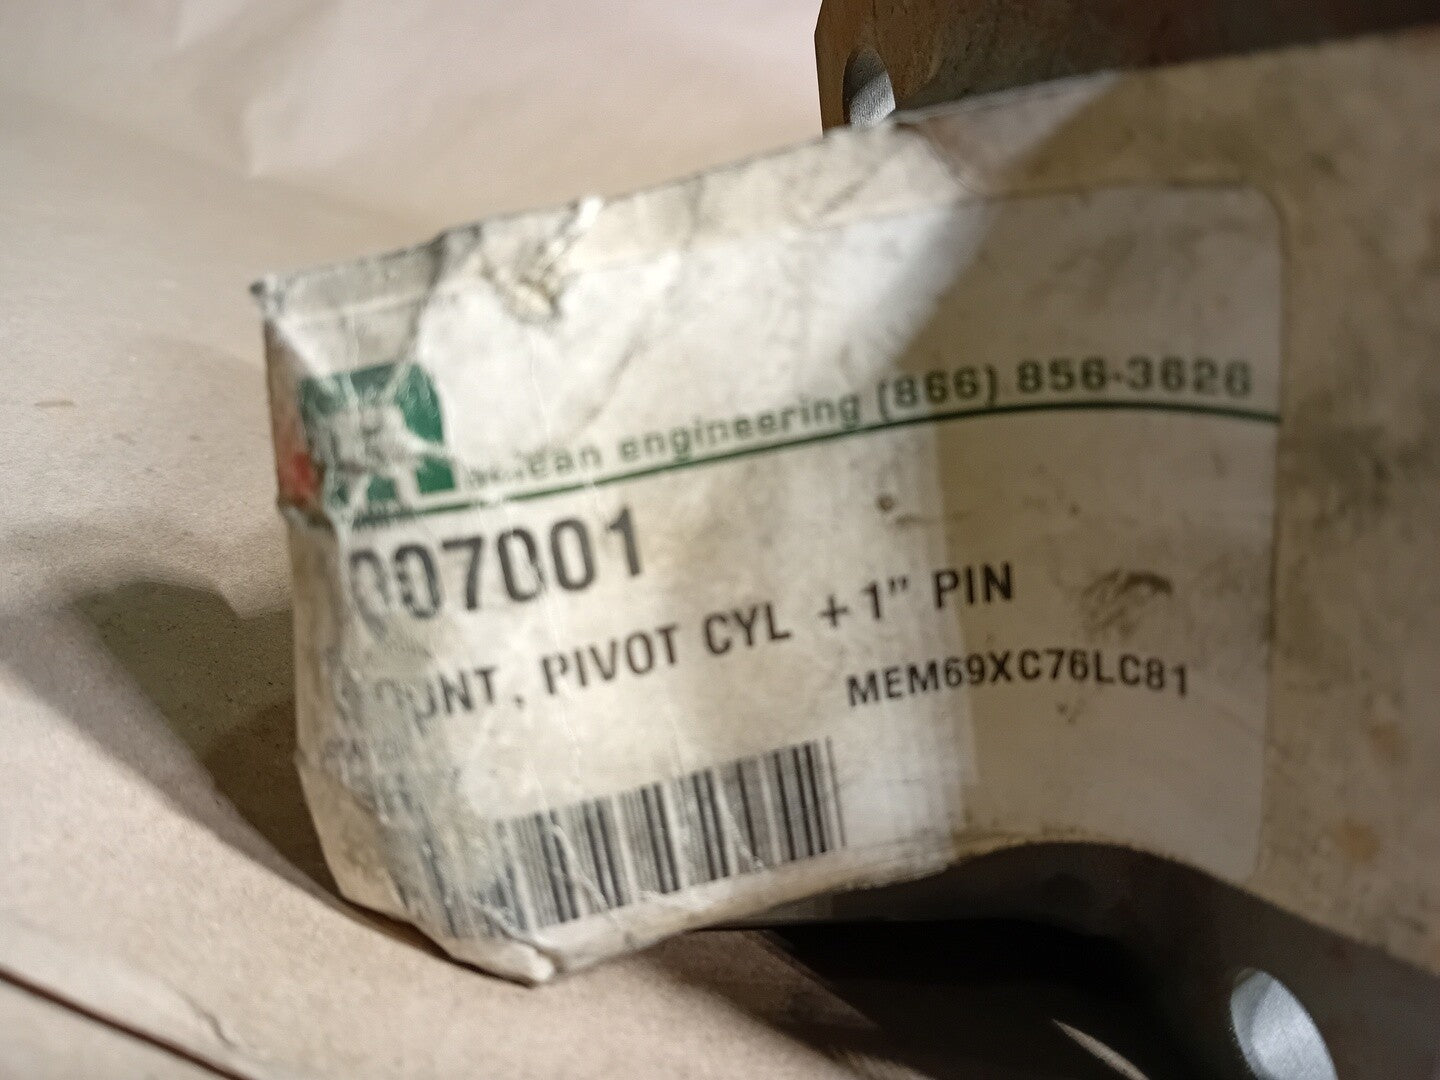 engineering (866) 856-3626
007001
PIVOT CYL + 1" PIN
MEM69XC76LC81